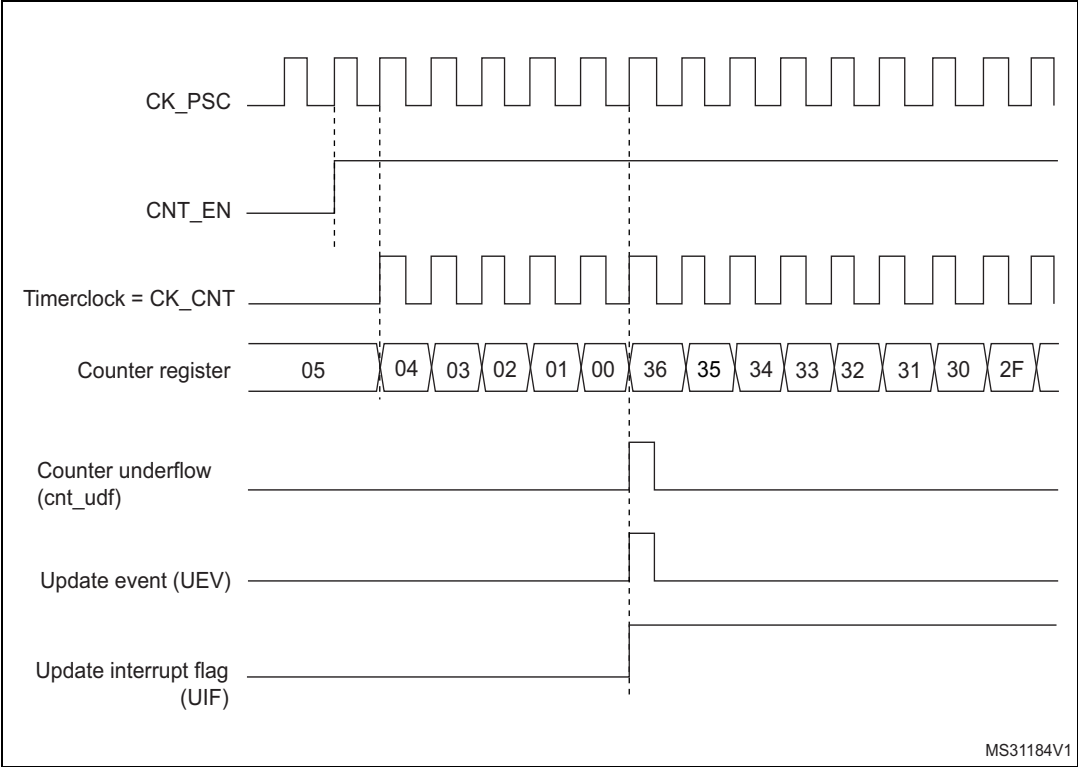 CK_PSC
CNT_EN
Timerclock = CK_CNT
Counter register 05 04 03 02 01 00 36 35 34 33 32 31 30 2F
Counter underflow
(cnt_udf)
Update event (UEV)
Update interrupt flag
(UIF)
MS31184V1